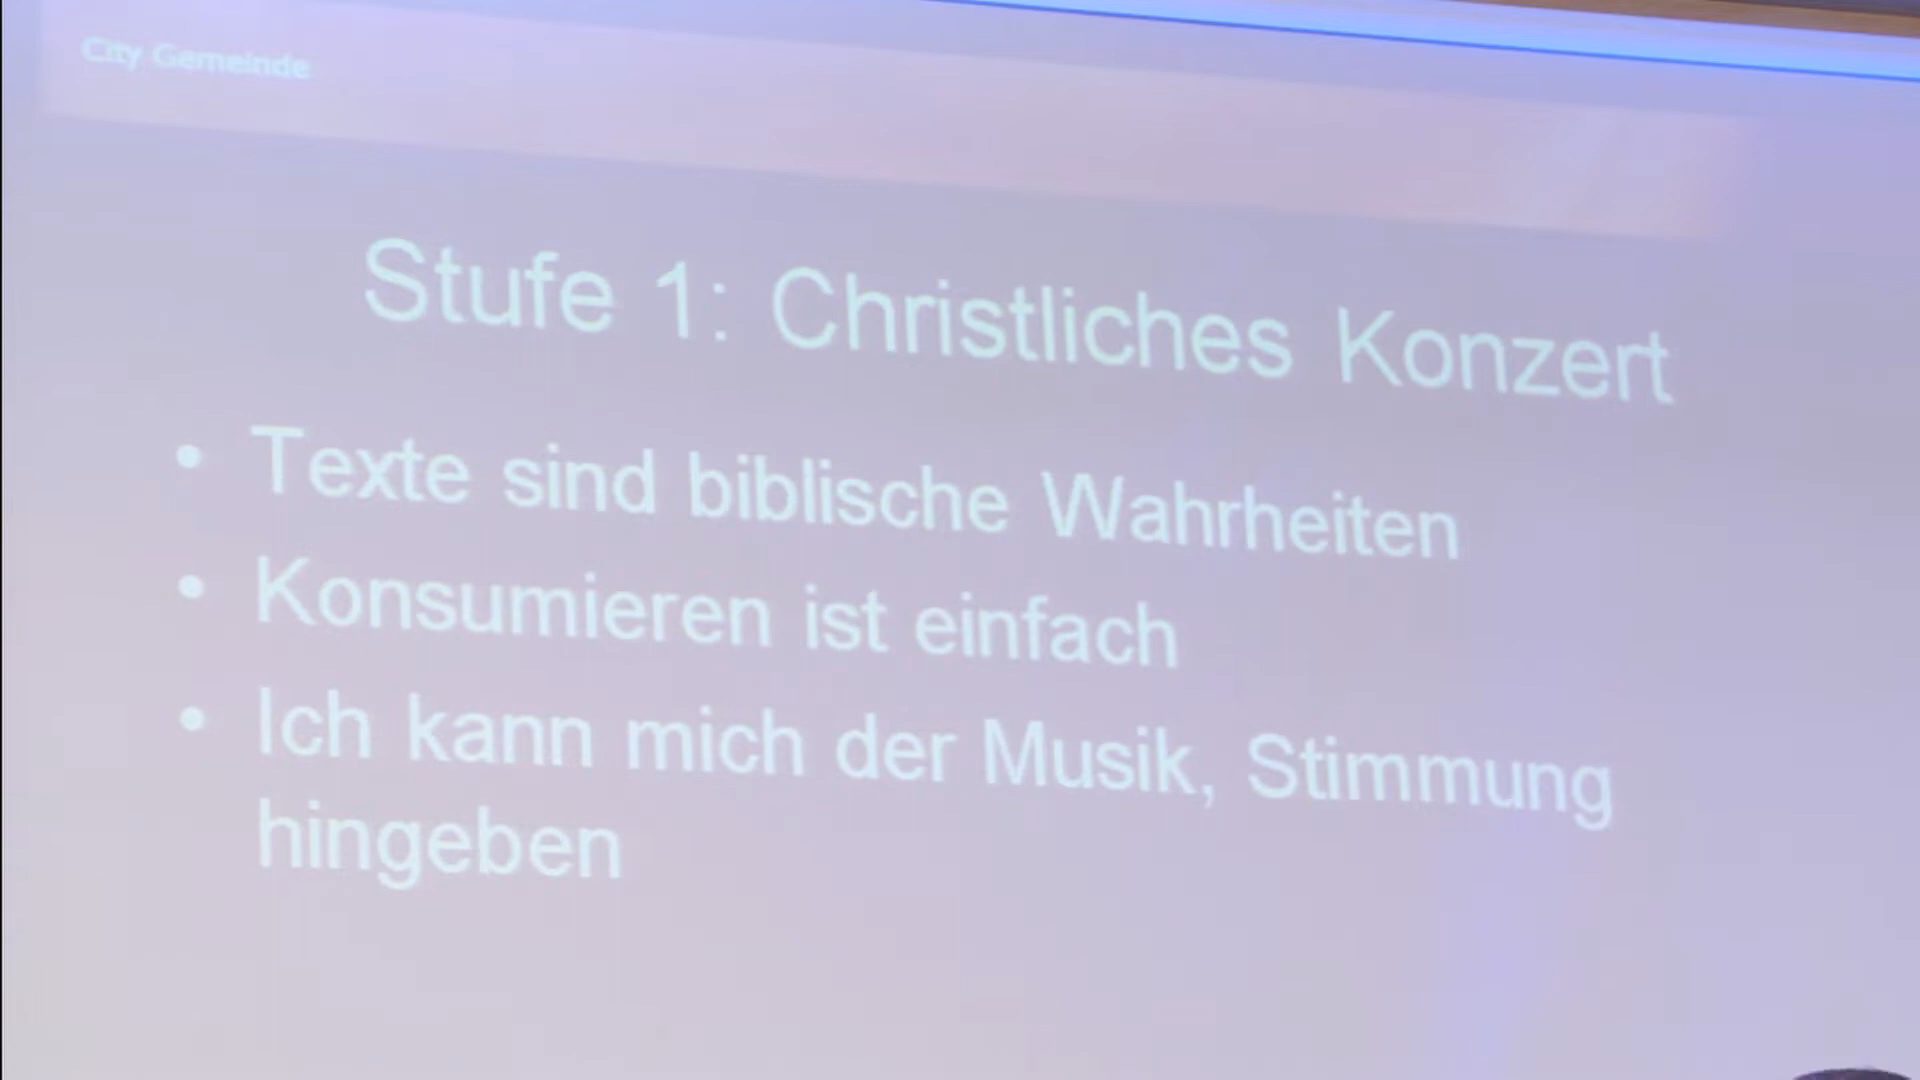 City Gemeinde
Stufe 1: Christliches Konzert
• Texte sind biblische Wahrheiten
• Konsumieren ist einfach
• Ich kann mich der Musik, Stimmung
hingeben